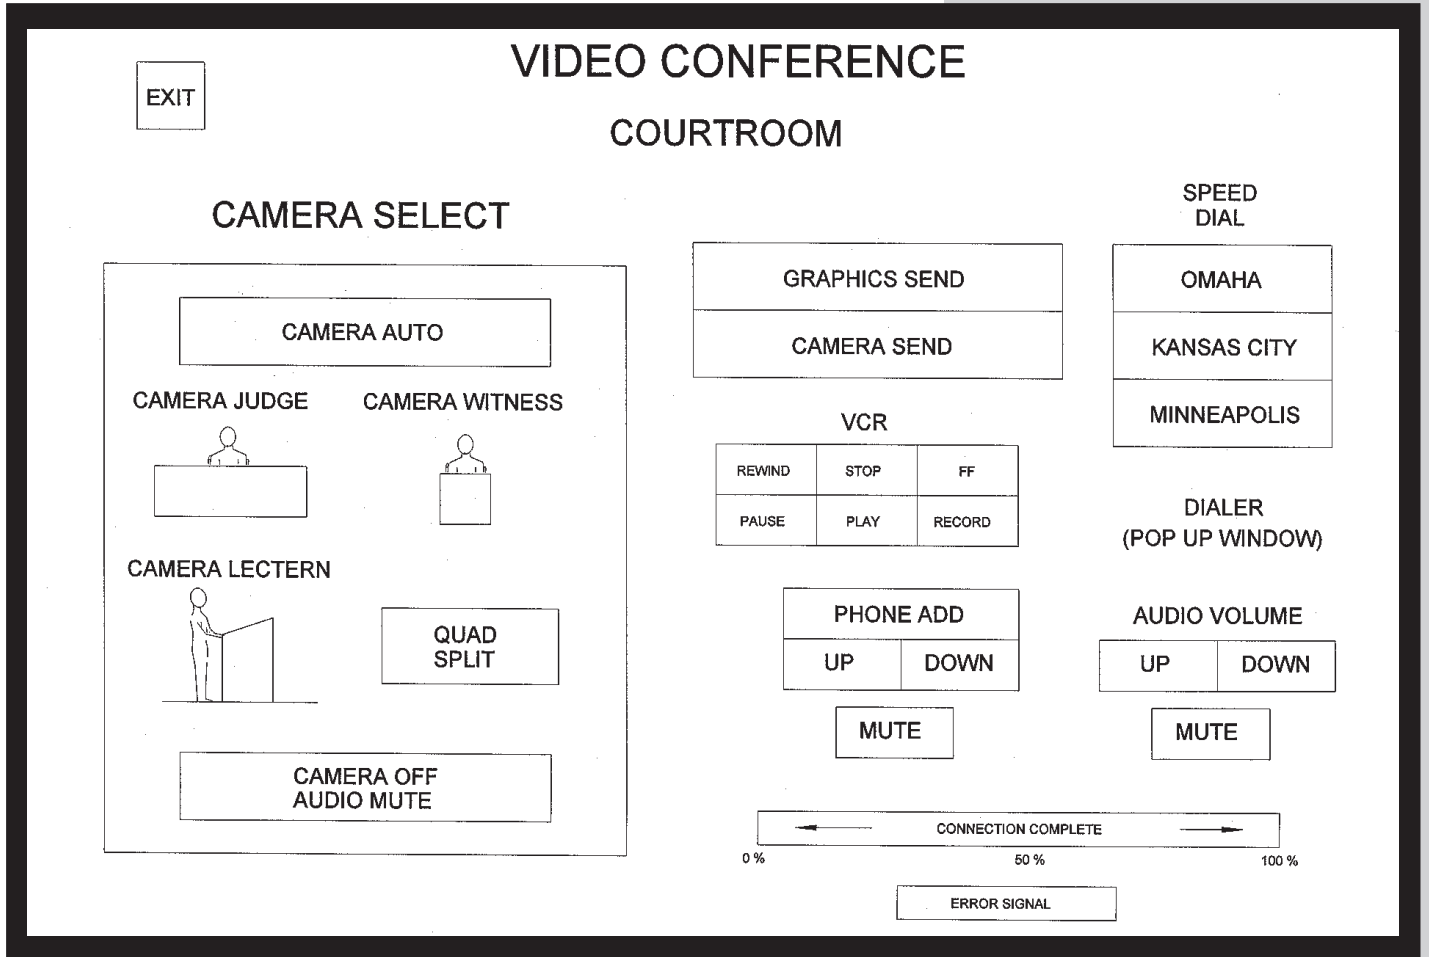 VIDEO CONFERENCE
EXIT
COURTROOM
CAMERA SELECT
CAMERA AUTO
CAMERA JUDGE
CAMERA WITNESS
CAMERA LECTERN
QUAD
SPLIT
CAMERA OFF
AUDIO MUTE
GRAPHICS SEND
CAMERA SEND
VCR
REWIND
STOP
FF
PAUSE
PLAY
RECORD
PHONE ADD
UP
DOWN
MUTE
SPEED
DIAL
OMAHA
KANSAS CITY
MINNEAPOLIS
DIALER
(POP UP WINDOW)
AUDIO VOLUME
UP
DOWN
MUTE
CONNECTION COMPLETE
0 %
50 %
100 %
ERROR SIGNAL